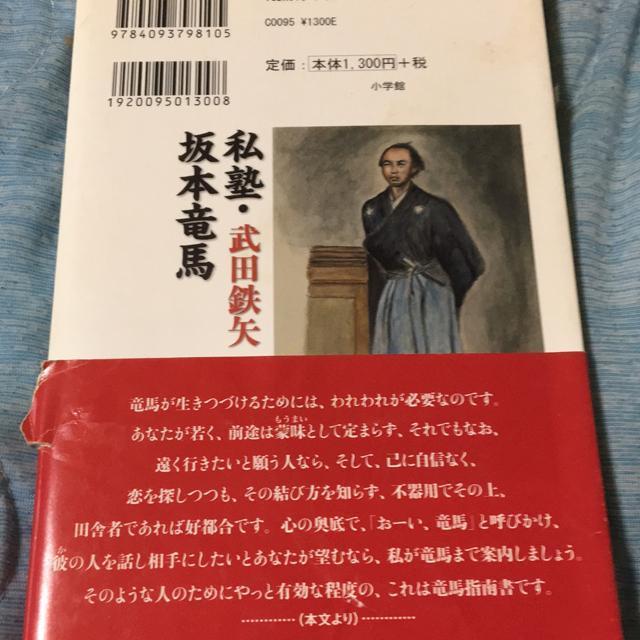 9784093798105
C0095 ¥1300E
1920095013008
定価:本体1,300円+税
小学館
私塾・武田鉄矢
坂本竜馬
竜馬が生きつづけるためには、われわれが必要なのです。
あなたが若く、前途は蒙味として定まらず、それでもなお、
もうまい
遠く行きたいと願う人なら、そして、己に自信なく、
恋を探しつつも、その結び方を知らず、不器用でその上、
田舎者であれば好都合です。心の奥底で、「おーい、竜馬」と呼びかけ、
彼の人を話し相手にしたいとあなたが望むなら、私が竜馬まで案内しましょう。
か
そのような人のためにやっと有効な程度の、これは竜馬指南書です。
(本文より)